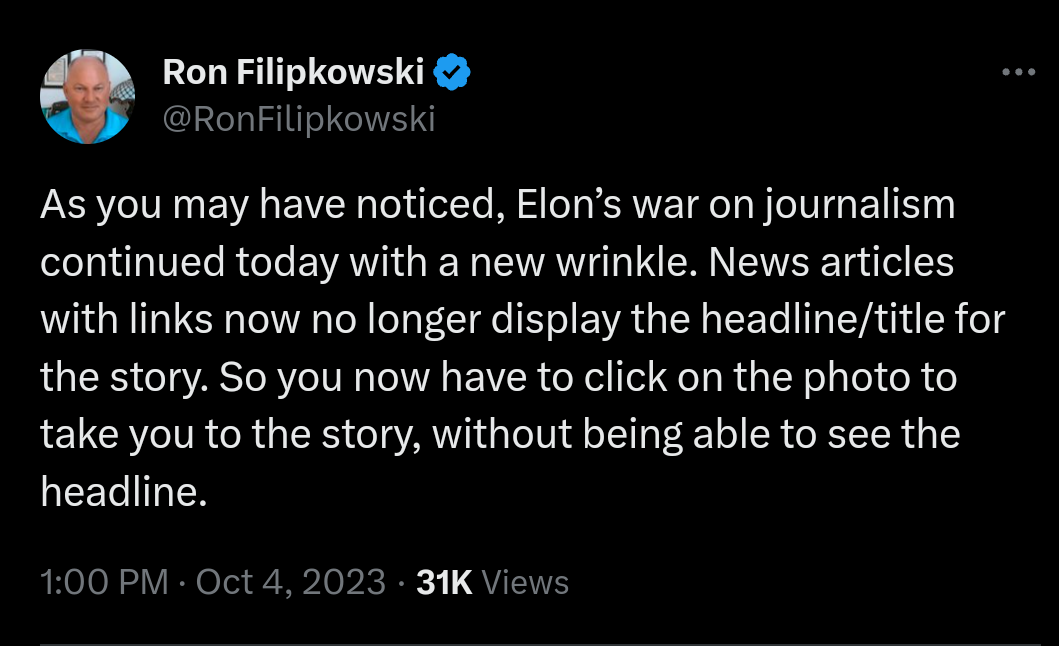 Ron Filipkowski
@RonFilipkowski
As you may have noticed, Elon’s war on journalism
continued today with a new wrinkle. News articles
with links now no longer display the headline/title for
the story. So you now have to click on the photo to
take you to the story, without being able to see the
headline.
1:00 PM · Oct 4, 2023 · 31K Views